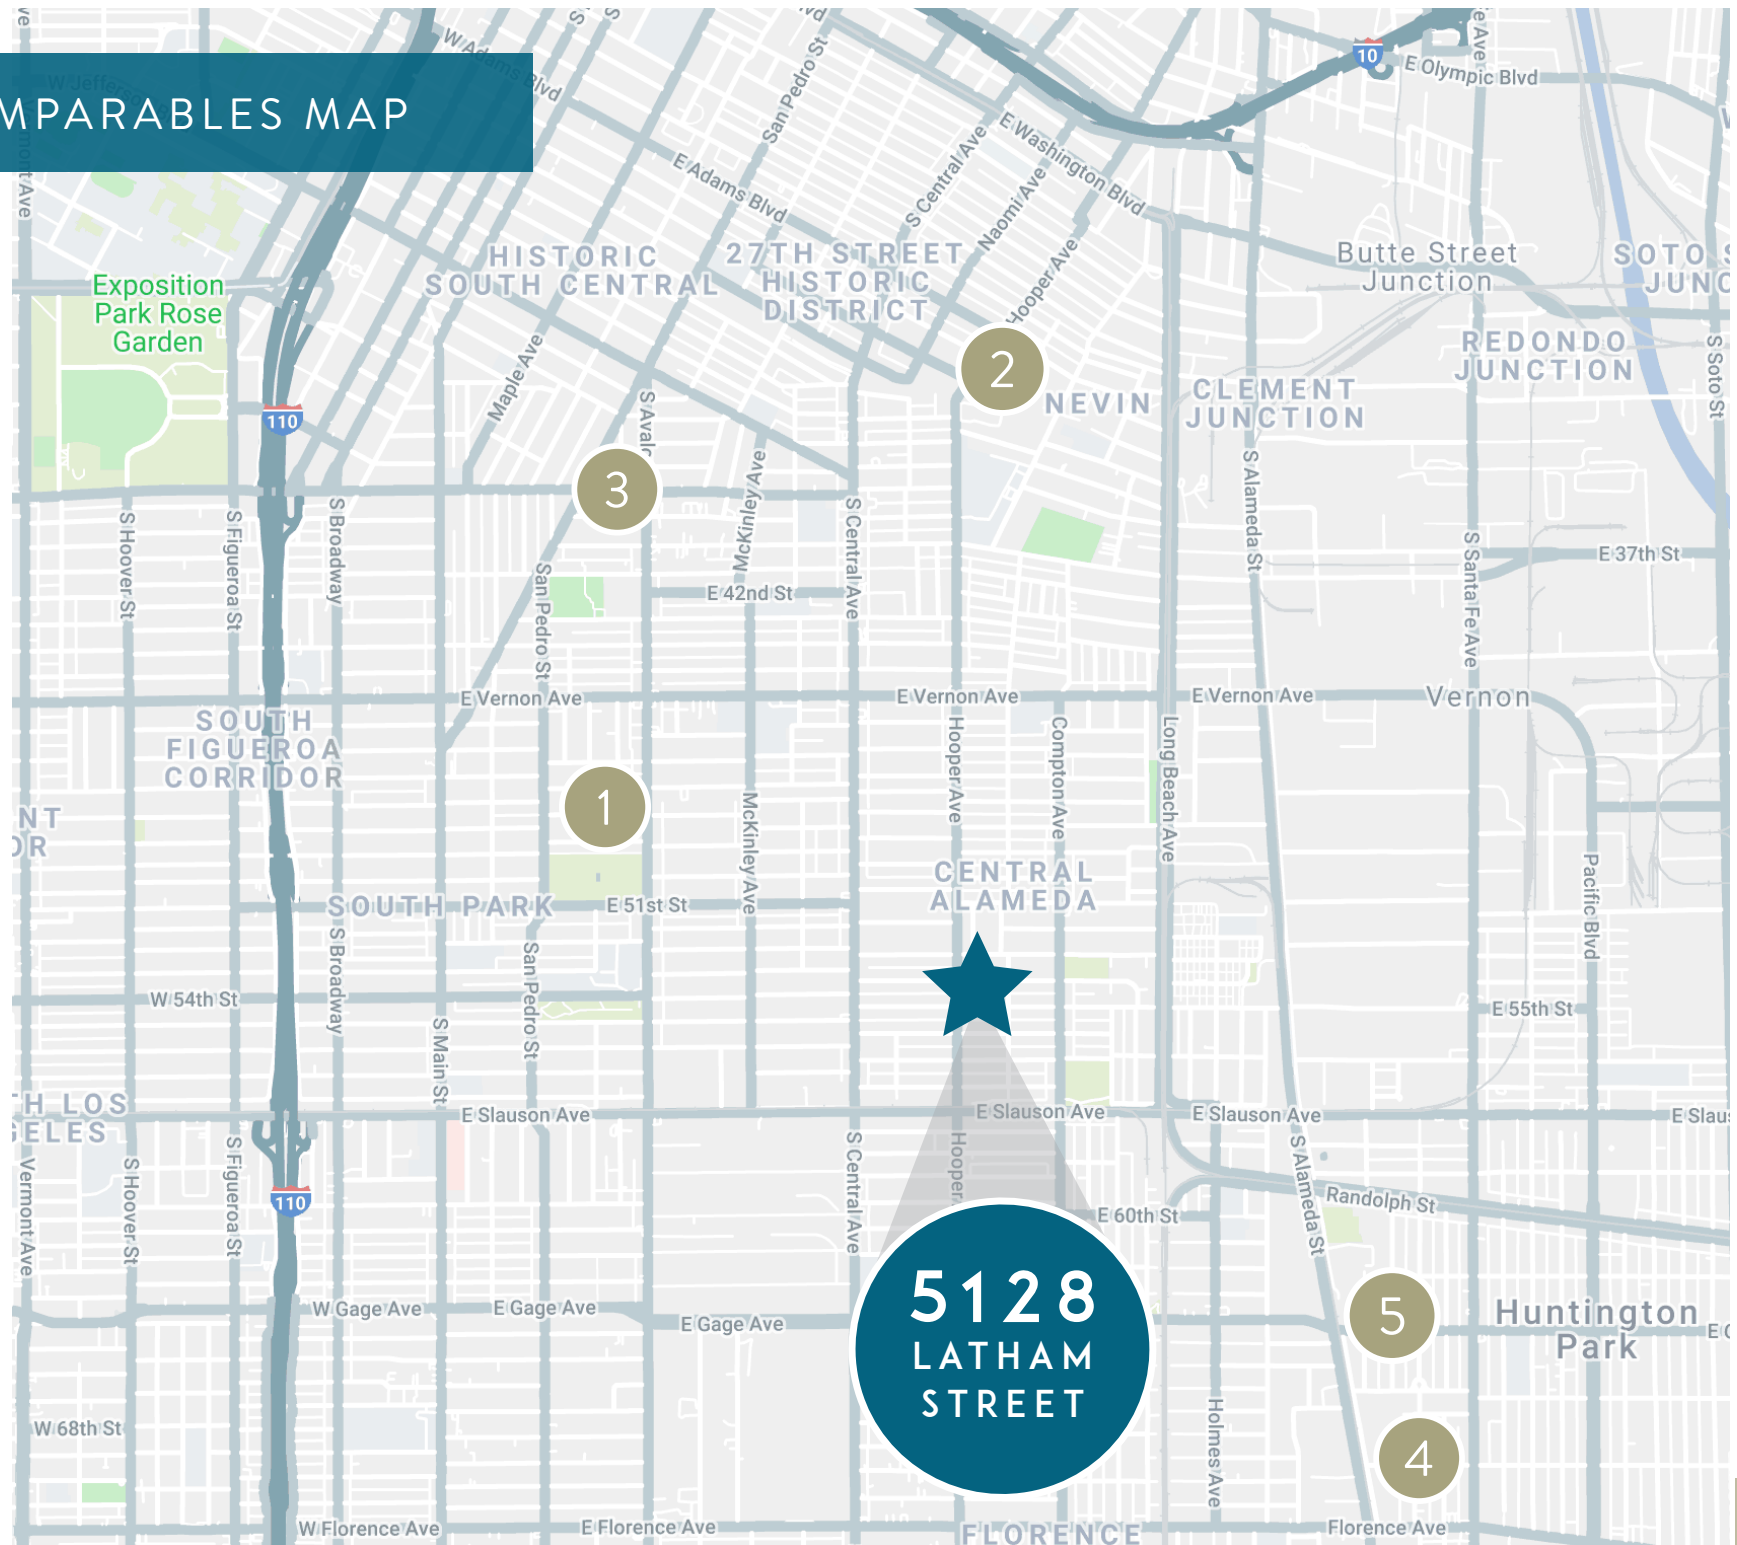 MPARABLES MAP
W Adams Blvd
San Pedro St
E Adams Blvd
S Central Ave
Naomi Ave
Hooper Ave
E Washington Blvd
10
E Olympic Blvd
HISTORIC
SOUTH CENTRAL
27TH STREET
HISTORIC
DISTRICT
Butte Street
Junction
Exposition
Park Rose
Garden
REDONDO
JUNCTION
S Soto St
Maple Ave
2
NEVIN
CLEMENT
JUNCTION
110
3
McKinley Ave
S Hoover St
S Figueroa St
S Broadway
San Pedro St
E 42nd St
S Central Ave
S Alameda St
S Santa Fe Ave
E 37th St
E Vernon Ave
E Vernon Ave
E Vernon Ave
Vernon
SOUTH
FIGUEROA
CORRIDOR
1
McKinley Ave
Hooper Ave
Compton Ave
Long Beach Ave
CENTRAL
ALAMEDA
Pacific Blvd
SOUTH PARK
E 51st St
S Broadway
San Pedro St
W 54th St
S Main St
E 55th St
E Slauson Ave
E Slauson Ave
E Slauson Ave
E Slaus
H LOS
Vermont Ave
S Hoover St
S Figueroa St
110
S Central Ave
Hooper
E 60th St
S Alameda St
Randolph St
W Gage Ave
E Gage Ave
E Gage Ave
5128
LATHAM
STREET
5
Huntington
Park
W 68th St
Holmes Ave
4
W Florence Ave
E Florence Ave
FLORENCE
Florence Ave